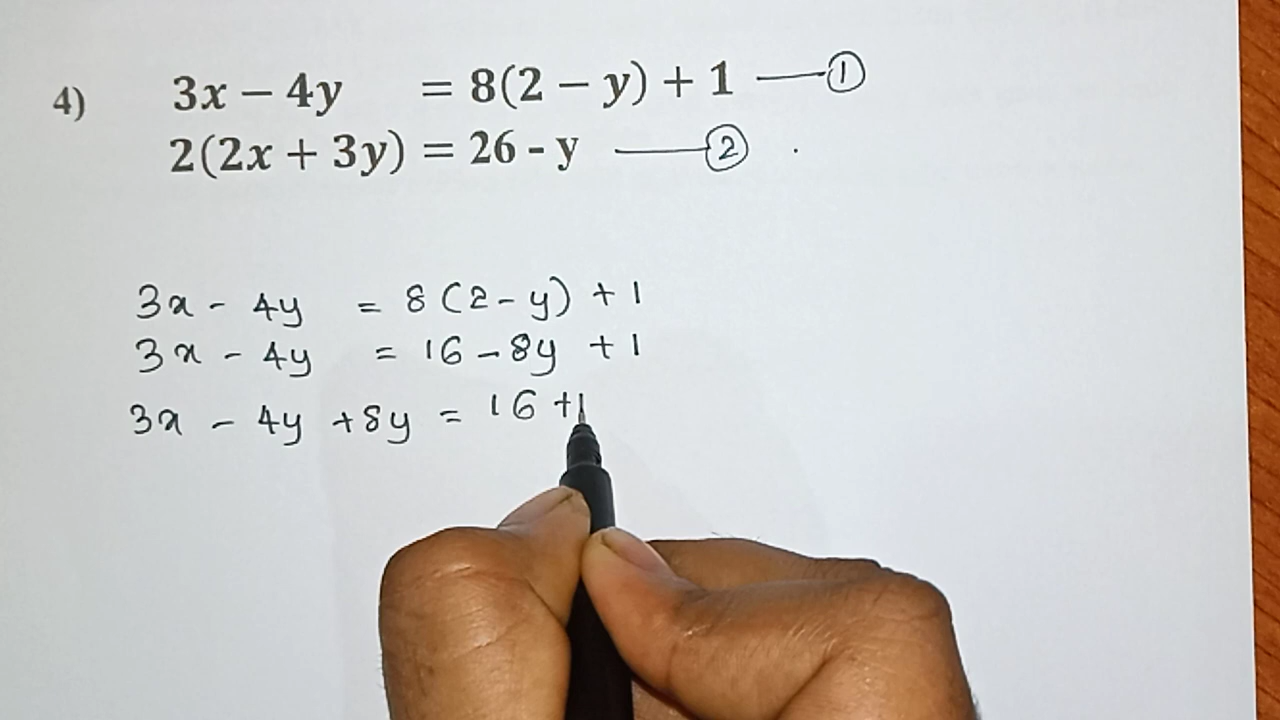 4) 3x − 4y = 8(2 − y) + 1 — ①
2(2x + 3y) = 26 - y — ②
3x - 4y = 8(2-y) + 1
3x - 4y = 16 - 8y + 1
3x - 4y + 8y = 16 + 1